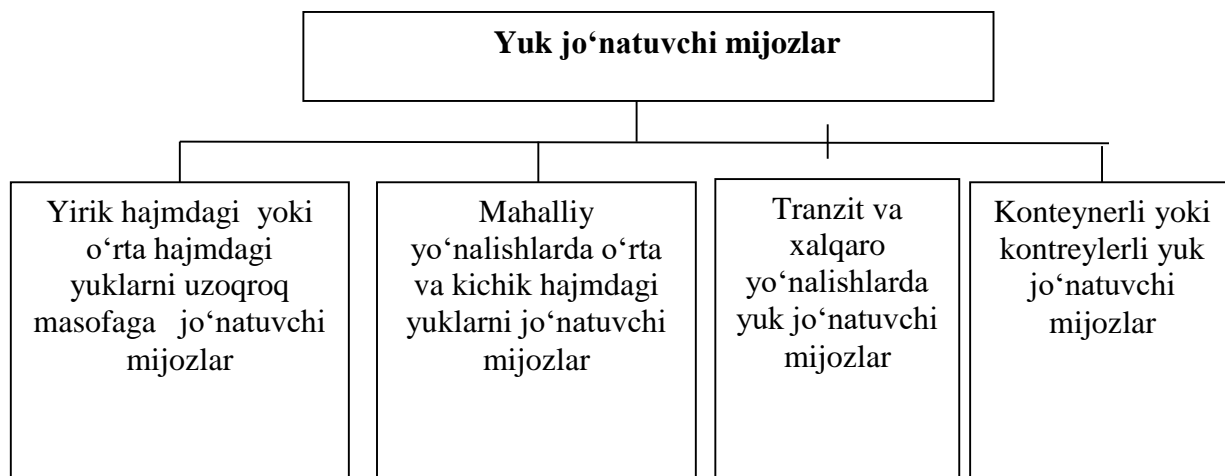 Yuk jo‘natuvchi mijozlar
Yirik hajmdagi yoki
o‘rta hajmdagi
yuklarni uzoqroq
masofaga jo‘natuvchi
mijozlar
Mahalliy
yo‘nalishlarda o‘rta
va kichik hajmdagi
yuklarni jo‘natuvchi
mijozlar
Tranzit va
xalqaro
yo‘nalishlarda
yuk jo‘natuvchi
mijozlar
Konteynerli yoki
kontreylerli yuk
jo‘natuvchi
mijozlar